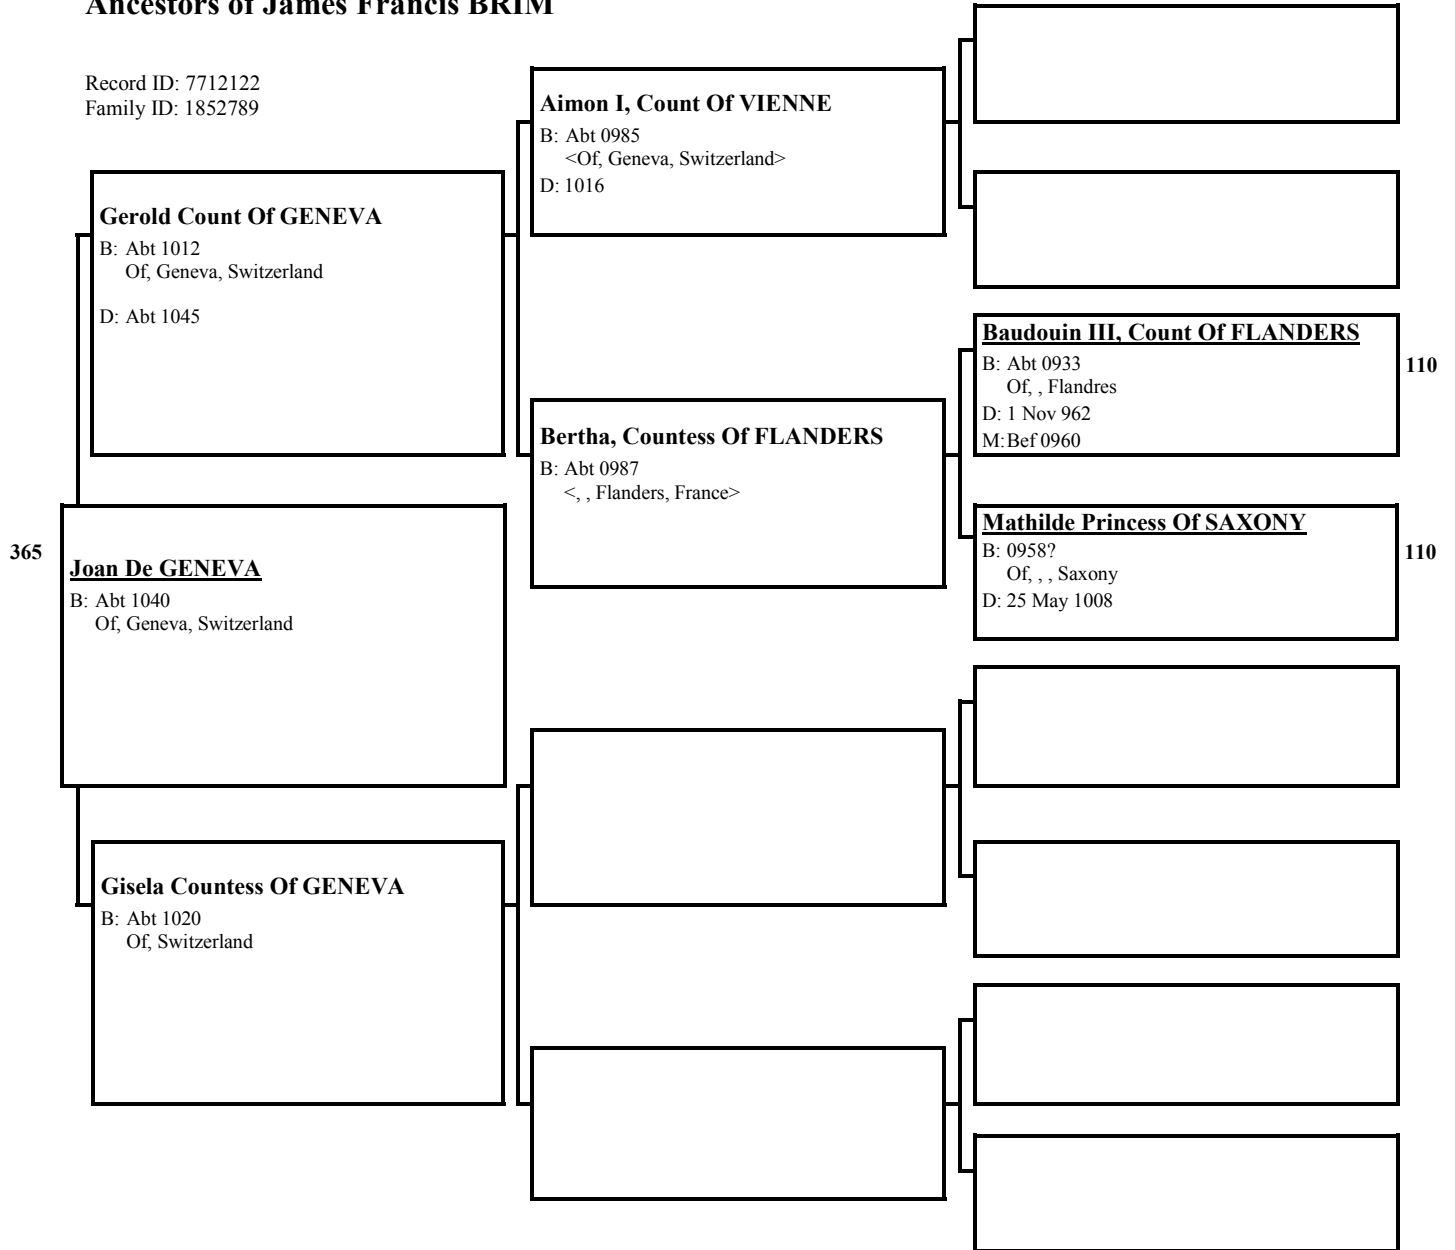 Ancestors of James Francis BRIM
Record ID: 7712122
Family ID: 1852789
Aimon I, Count Of VIENNE
B: Abt 0985
<Of, Geneva, Switzerland>
D: 1016
Gerold Count Of GENEVA
B: Abt 1012
Of, Geneva, Switzerland
D: Abt 1045
Baudouin III, Count Of FLANDERS
B: Abt 0933
Of, , Flandres
D: 1 Nov 962
M:Bef 0960
110
Bertha, Countess Of FLANDERS
B: Abt 0987
<, , Flanders, France>
Mathilde Princess Of SAXONY
B: 0958?
Of, , , Saxony
D: 25 May 1008
110
365
Joan De GENEVA
B: Abt 1040
Of, Geneva, Switzerland
Gisela Countess Of GENEVA
B: Abt 1020
Of, Switzerland